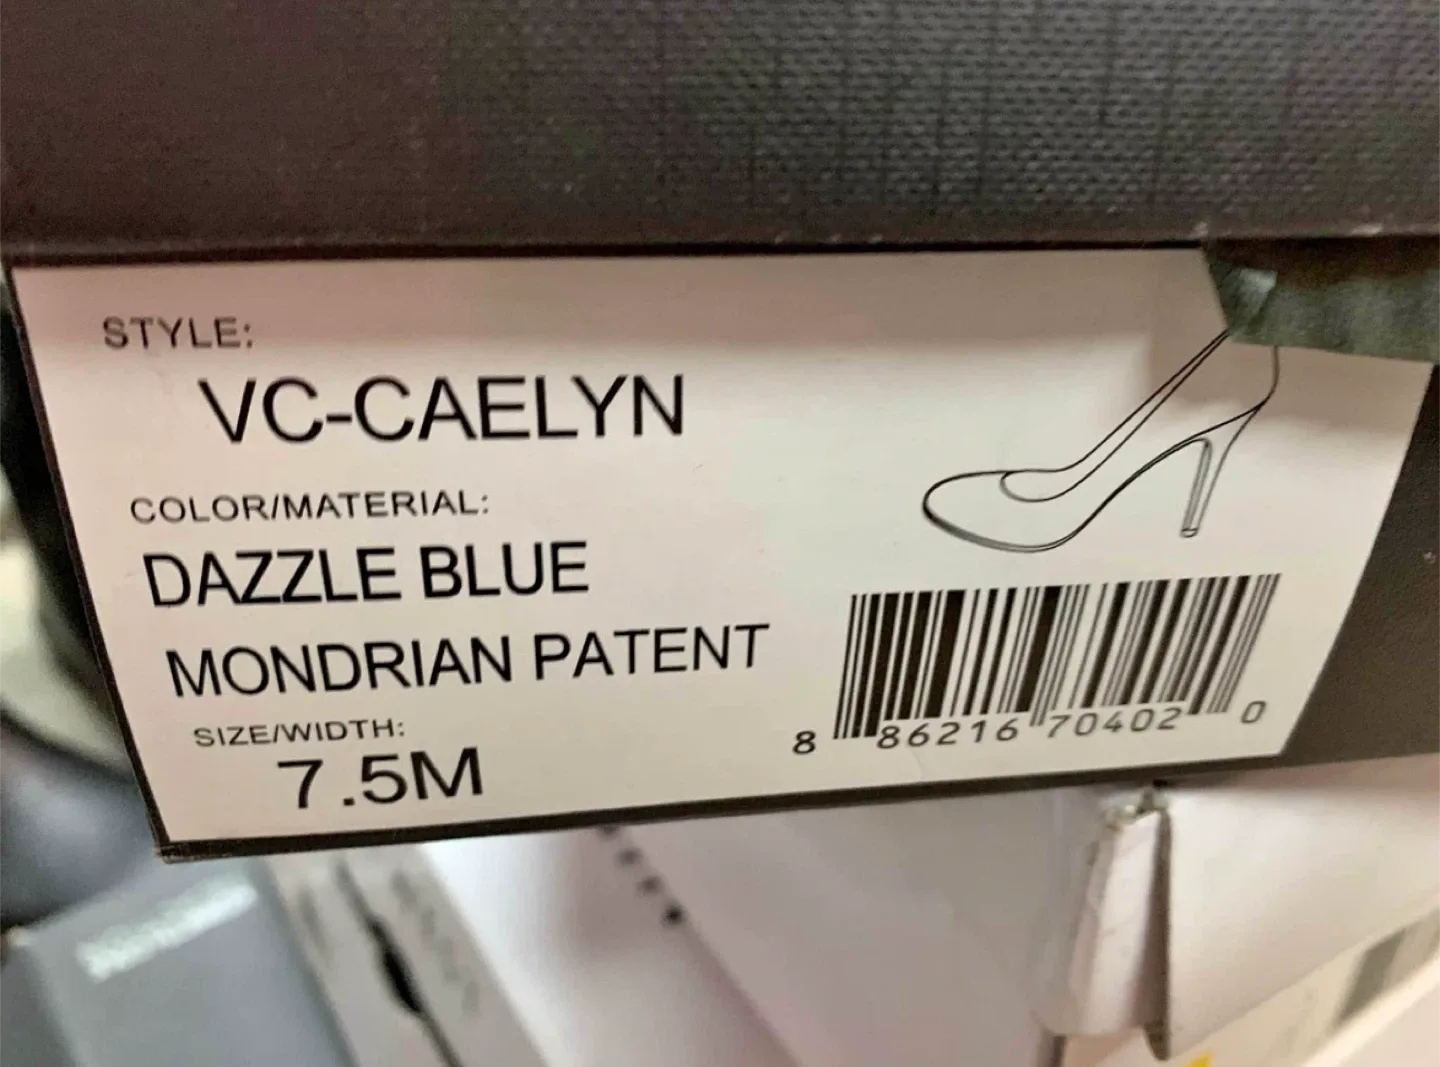 STYLE:
VC-CAELYN
COLOR/MATERIAL:
DAZZLE BLUE
MONDRIAN PATENT
SIZE/WIDTH:
7.5M
8 86216 70402 0